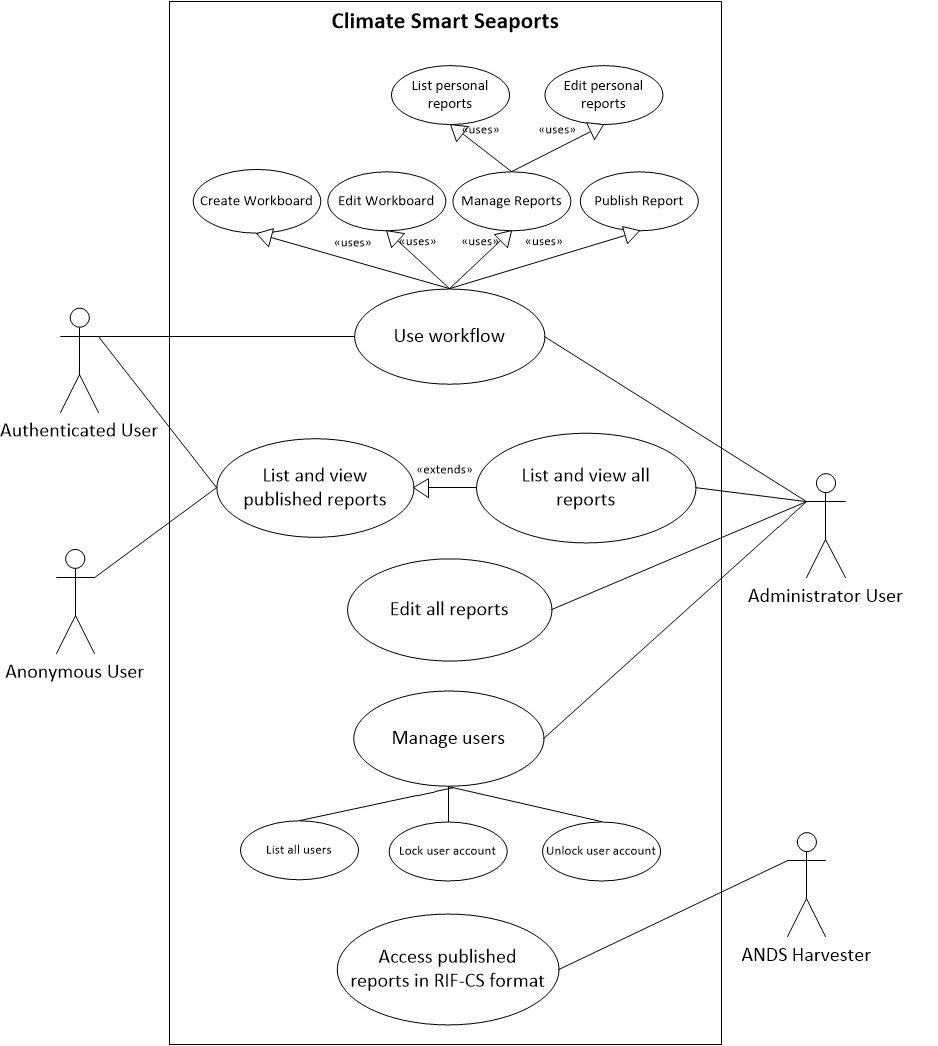 Climate Smart Seaports
List personal
reports
Edit personal
reports
«uses»
«uses»
Create Workboard
Edit Workboard
Manage Reports
Publish Report
«uses»
«uses»
«uses»
«uses»
Use workflow
Authenticated User
List and view
published reports
«extends»
List and view all
reports
Administrator User
Edit all reports
Anonymous User
Manage users
List all users
Lock user account
Unlock user account
Access published
reports in RIF-CS format
ANDS Harvester